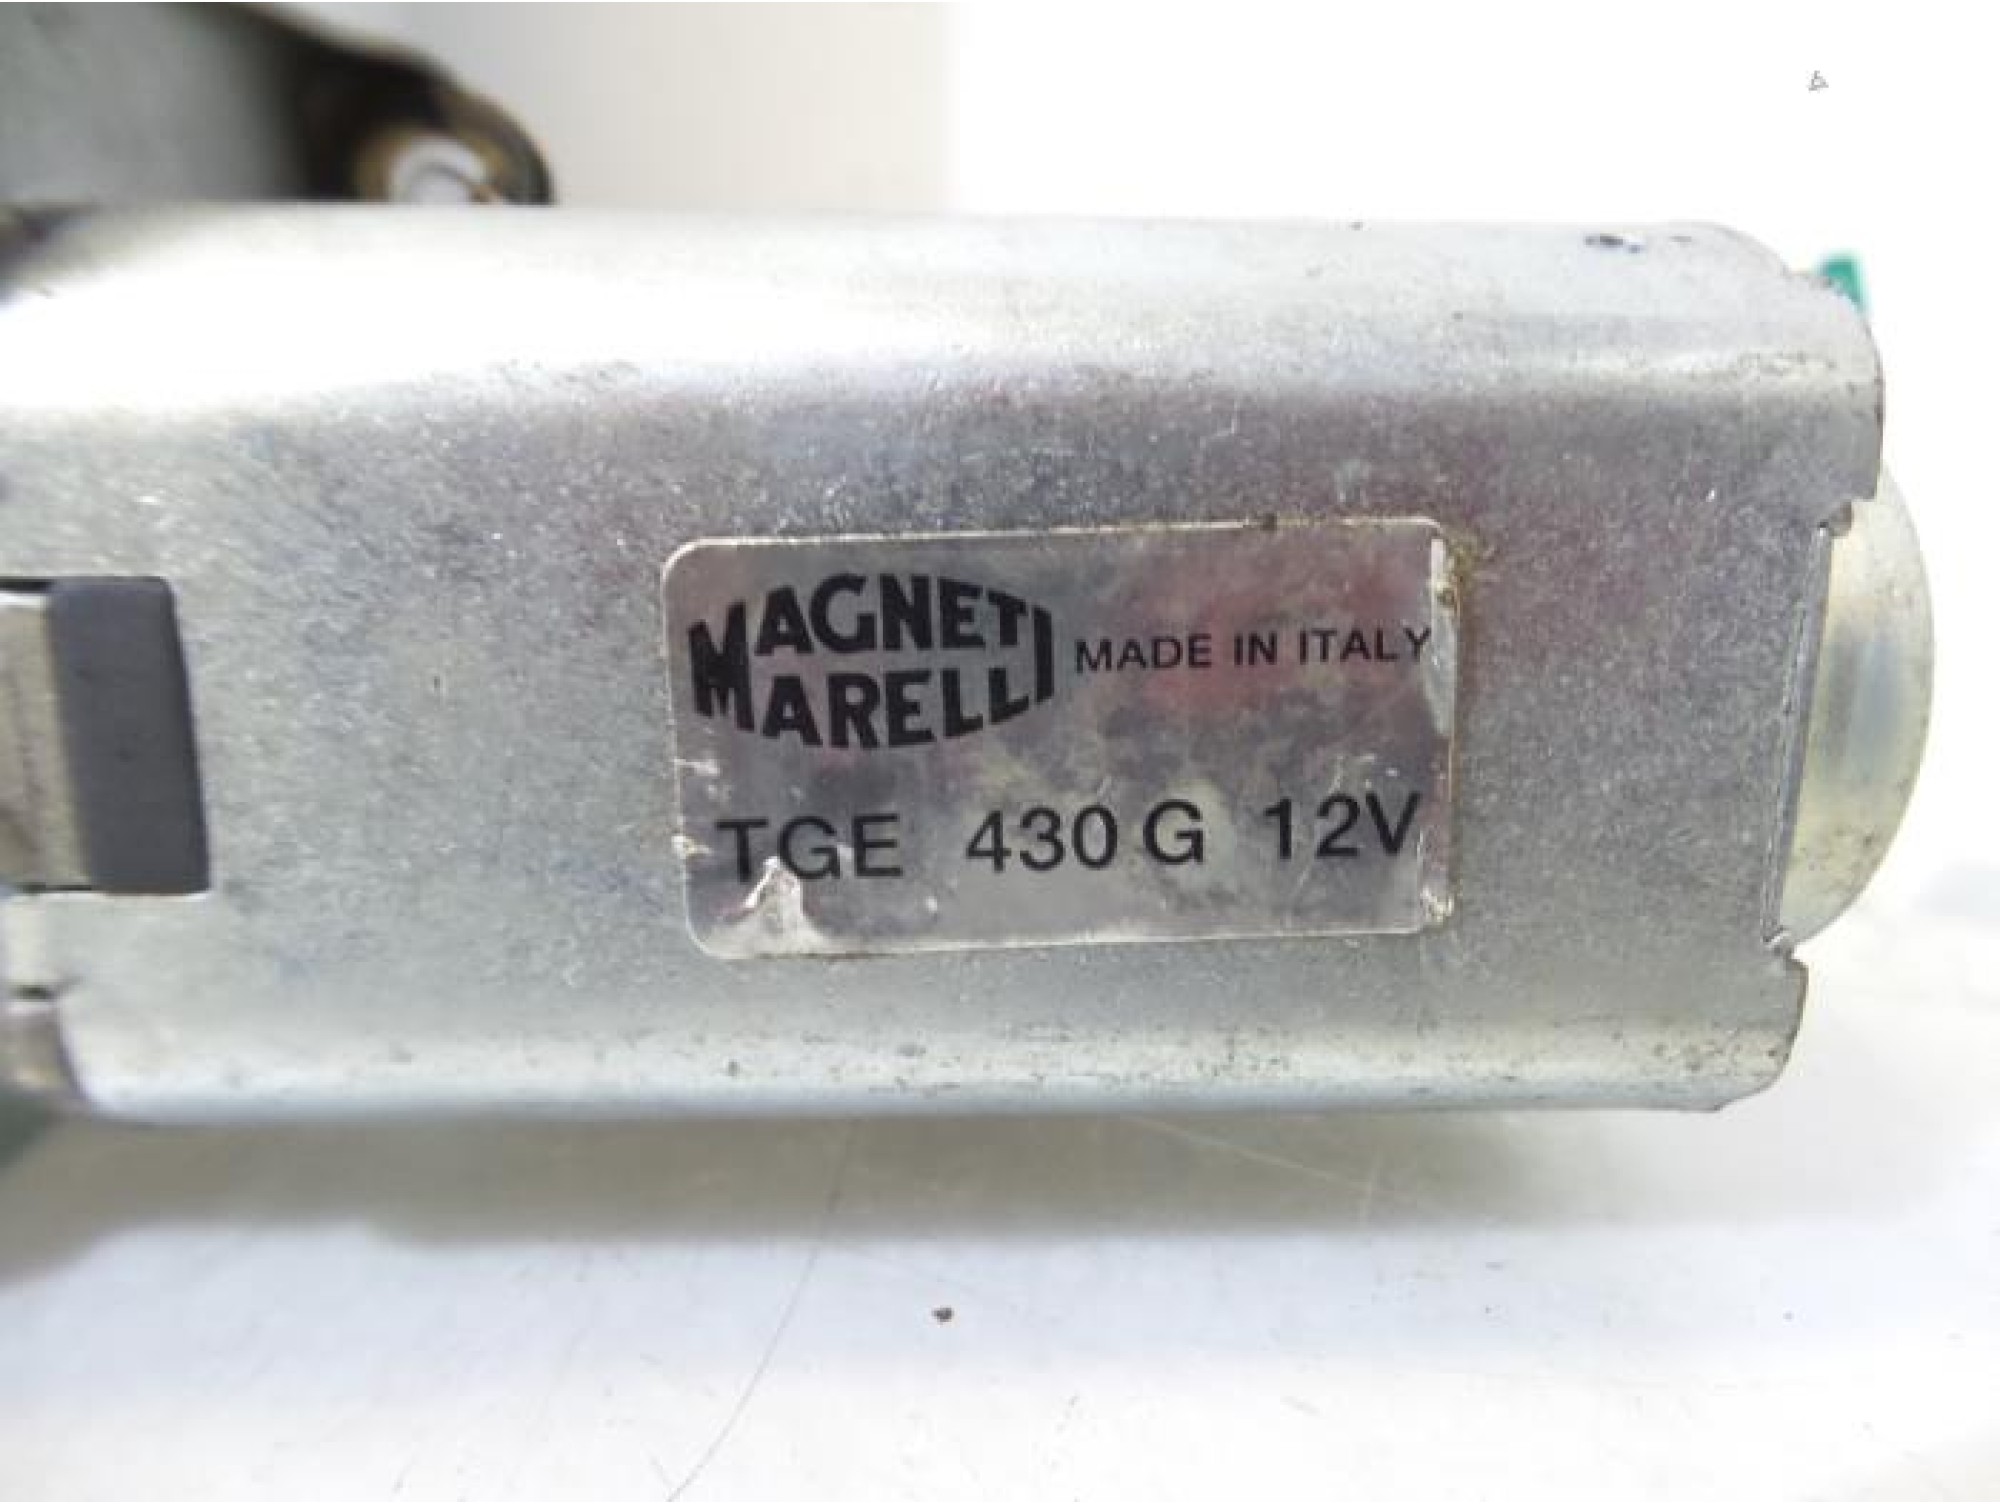 MAGNETI
MARELLI
MADE IN ITALY
TGE 430 G 12V